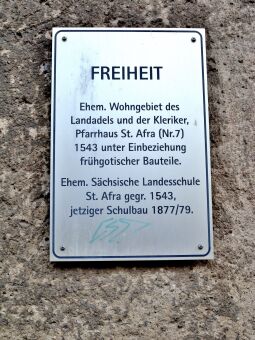 FREIHEIT
Ehem. Wohngebiet des
Landadels und der Kleriker,
Pfarrhaus St. Afra (Nr.7)
1543 unter Einbeziehung
frühgotischer Bauteile.
Ehem. Sächsische Landesschule
St. Afra gegr. 1543,
jetziger Schulbau 1877/79.